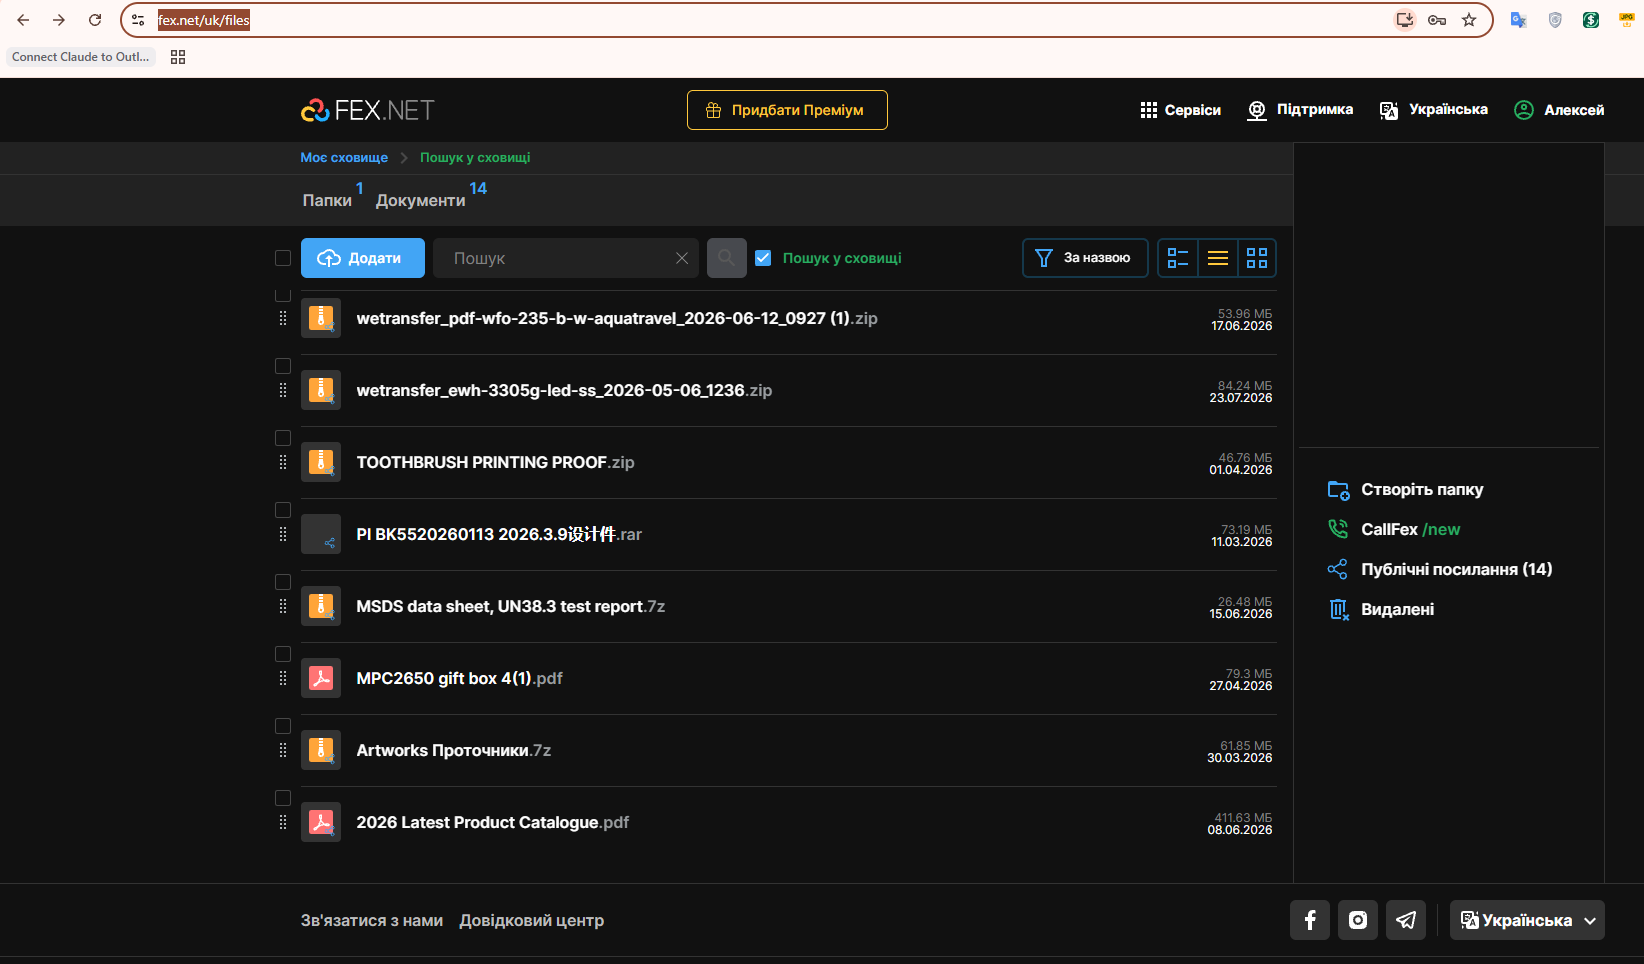 fex.net/uk/files
Connect Claude to Outl...
FEX.NET
Придбати Преміум
Сервіси
Підтримка
Українська
Алексей
Моє сховище
Пошук у сховищі
Папки 1
Документи 14
Додати
Пошук
Пошук у сховищі
За назвою
wetransfer_pdf-wfo-235-b-w-aquatravel_2026-06-12_0927 (1).zip
53.96 МБ
17.06.2026
wetransfer_ewh-3305g-led-ss_2026-05-06_1236.zip
84.24 МБ
23.07.2026
TOOTHBRUSH PRINTING PROOF.zip
46.76 МБ
01.04.2026
PI BK5520260113 2026.3.9设计件.rar
73.19 МБ
11.03.2026
MSDS data sheet, UN38.3 test report.7z
26.48 МБ
15.06.2026
MPC2650 gift box 4(1).pdf
79.3 МБ
27.04.2026
Artworks Проточники.7z
61.85 МБ
30.03.2026
2026 Latest Product Catalogue.pdf
411.63 МБ
08.06.2026
Створіть папку
CallFex /new
Публічні посилання (14)
Видалені
Зв'язатися з нами
Довідковий центр
Українська